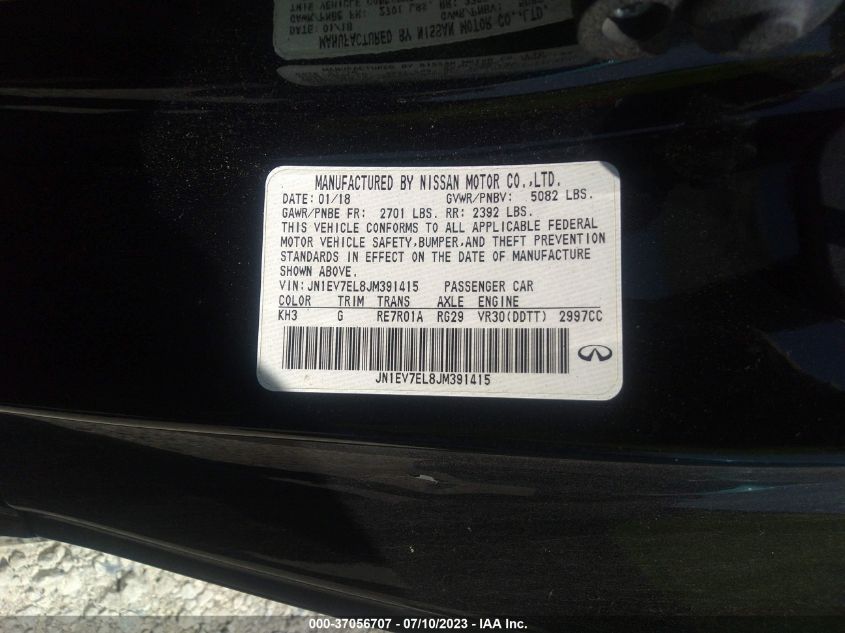 MANUFACTURED BY NISSAN MOTOR CO.,LTD.
DATE: 01/18 GVWR/PNBV: 5082 LBS.
GAWR/PNBE FR: 2701 LBS. RR: 2392 LBS.
THIS VEHICLE CONFORMS TO ALL APPLICABLE FEDERAL
MOTOR VEHICLE SAFETY,BUMPER,AND THEFT PREVENTION
STANDARDS IN EFFECT ON THE DATE OF MANUFACTURE
SHOWN ABOVE.
VIN: JN1EV7EL8JM391415 PASSENGER CAR
COLOR TRIM TRANS AXLE ENGINE
KH3 G RE7R01A RG29 VR30(DDTT) 2997CC
JN1EV7EL8JM391415
000-37056707 - 07/10/2023 - IAA Inc.